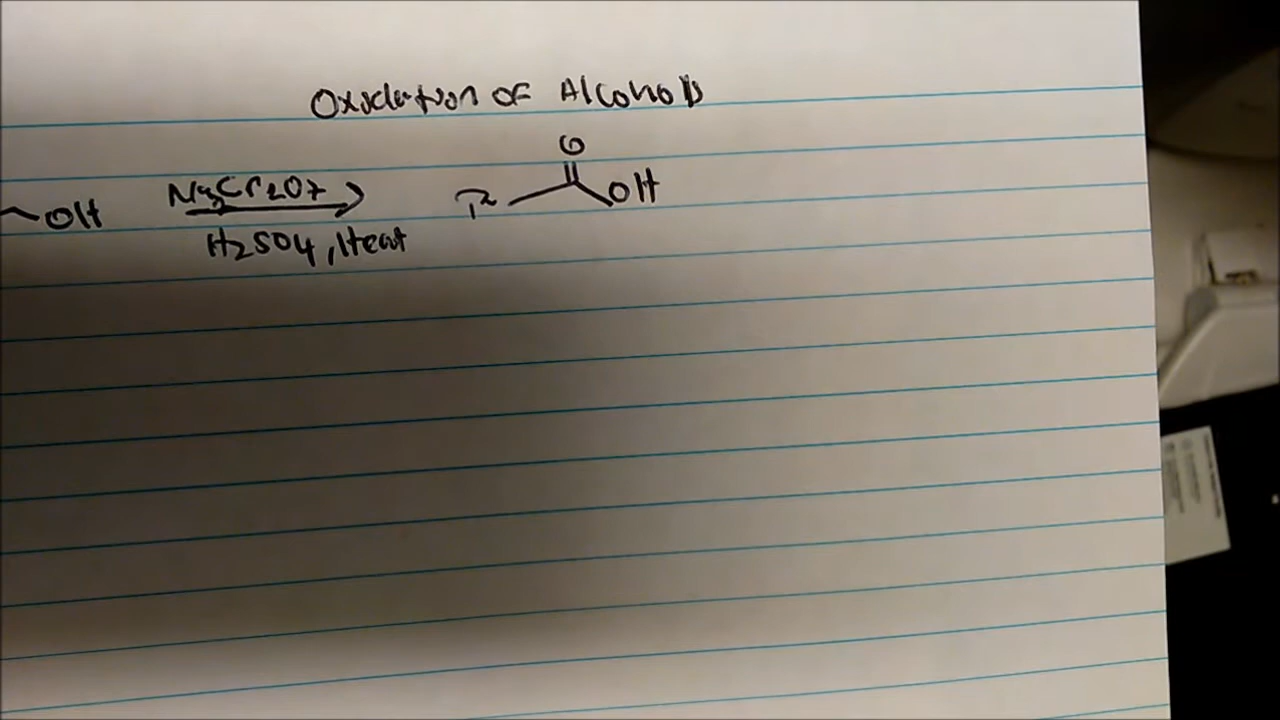 Oxidation of Alcohols
O
OH Na2Cr2O7 R OH
H2SO4, Heat